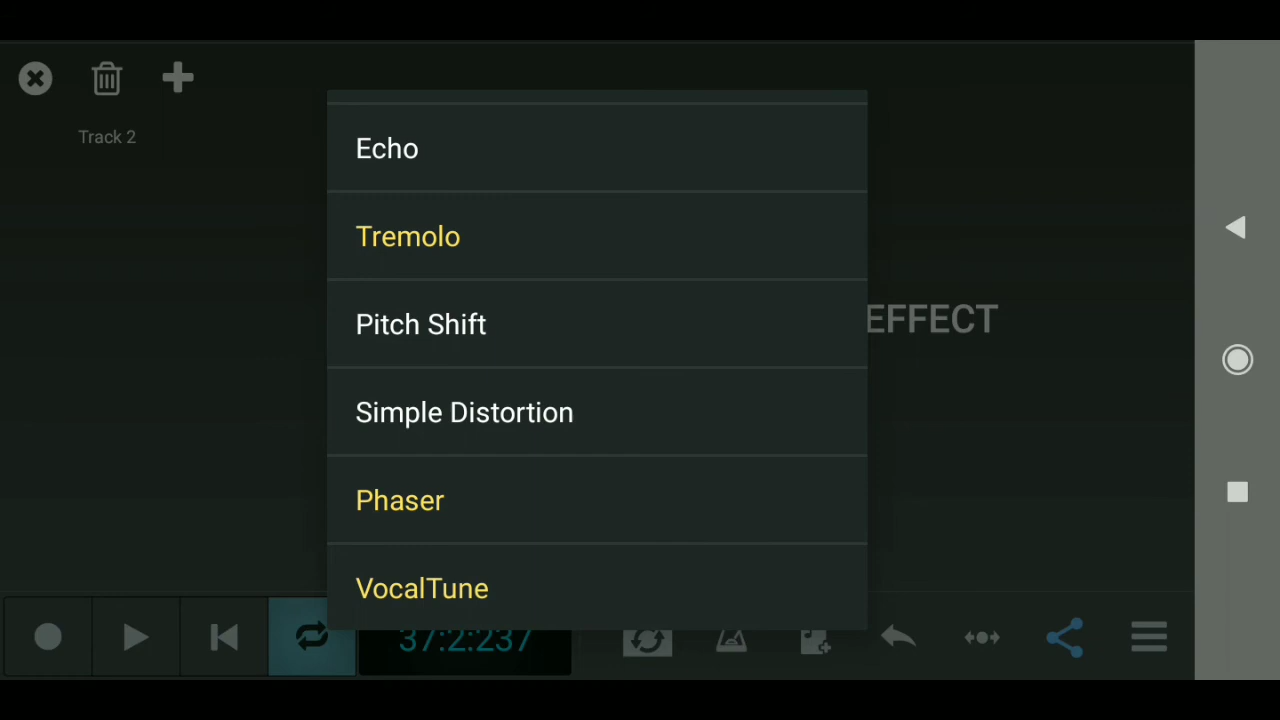 Track 2
Echo
Tremolo
Pitch Shift
EFFECT
Simple Distortion
Phaser
VocalTune
37:2:237